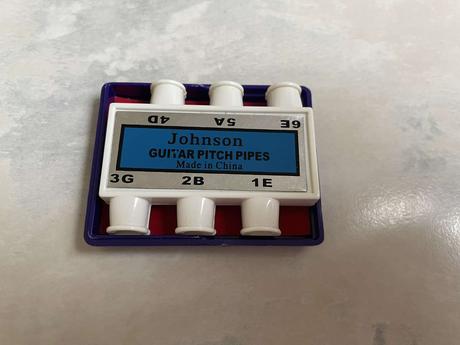 4D 5A 6E
Johnson
GUITAR PITCH PIPES
Made in China
3G 2B 1E